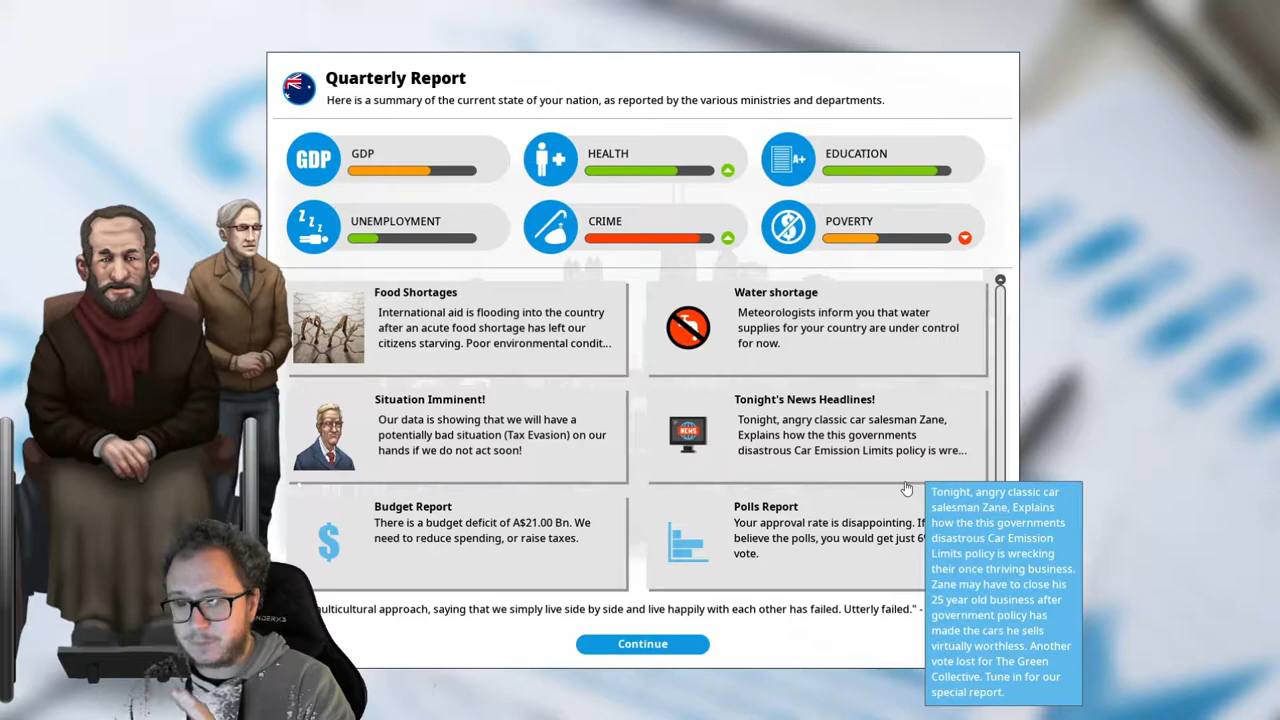 Quarterly Report
Here is a summary of the current state of your nation, as reported by the various ministries and departments.
GDP
GDP
HEALTH
A+
EDUCATION
Z Z Z
UNEMPLOYMENT
CRIME
POVERTY
Food Shortages
International aid is flooding into the country
after an acute food shortage has left our
citizens starving. Poor environmental condit...
Water shortage
Meteorologists inform you that water
supplies for your country are under control
for now.
Situation Imminent!
Our data is showing that we will have a
potentially bad situation (Tax Evasion) on our
hands if we do not act soon!
NEWS
Tonight's News Headlines!
Tonight, angry classic car salesman Zane,
Explains how the this governments
disastrous Car Emission Limits policy is wre...
Budget Report
There is a budget deficit of A$21.00 Bn. We
need to reduce spending, or raise taxes.
Polls Report
Your approval rate is disappointing. If
believe the polls, you would get just 6
vote.
Tonight, angry classic car
salesman Zane, Explains
how the this governments
disastrous Car Emission
Limits policy is wrecking
their once thriving business.
Zane may have to close his
25 year old business after
government policy has
made the cars he sells
virtually worthless. Another
vote lost for The Green
Collective. Tune in for our
special report.
ulticultural approach, saying that we simply live side by side and live happily with each other has failed. Utterly failed." -
Continue